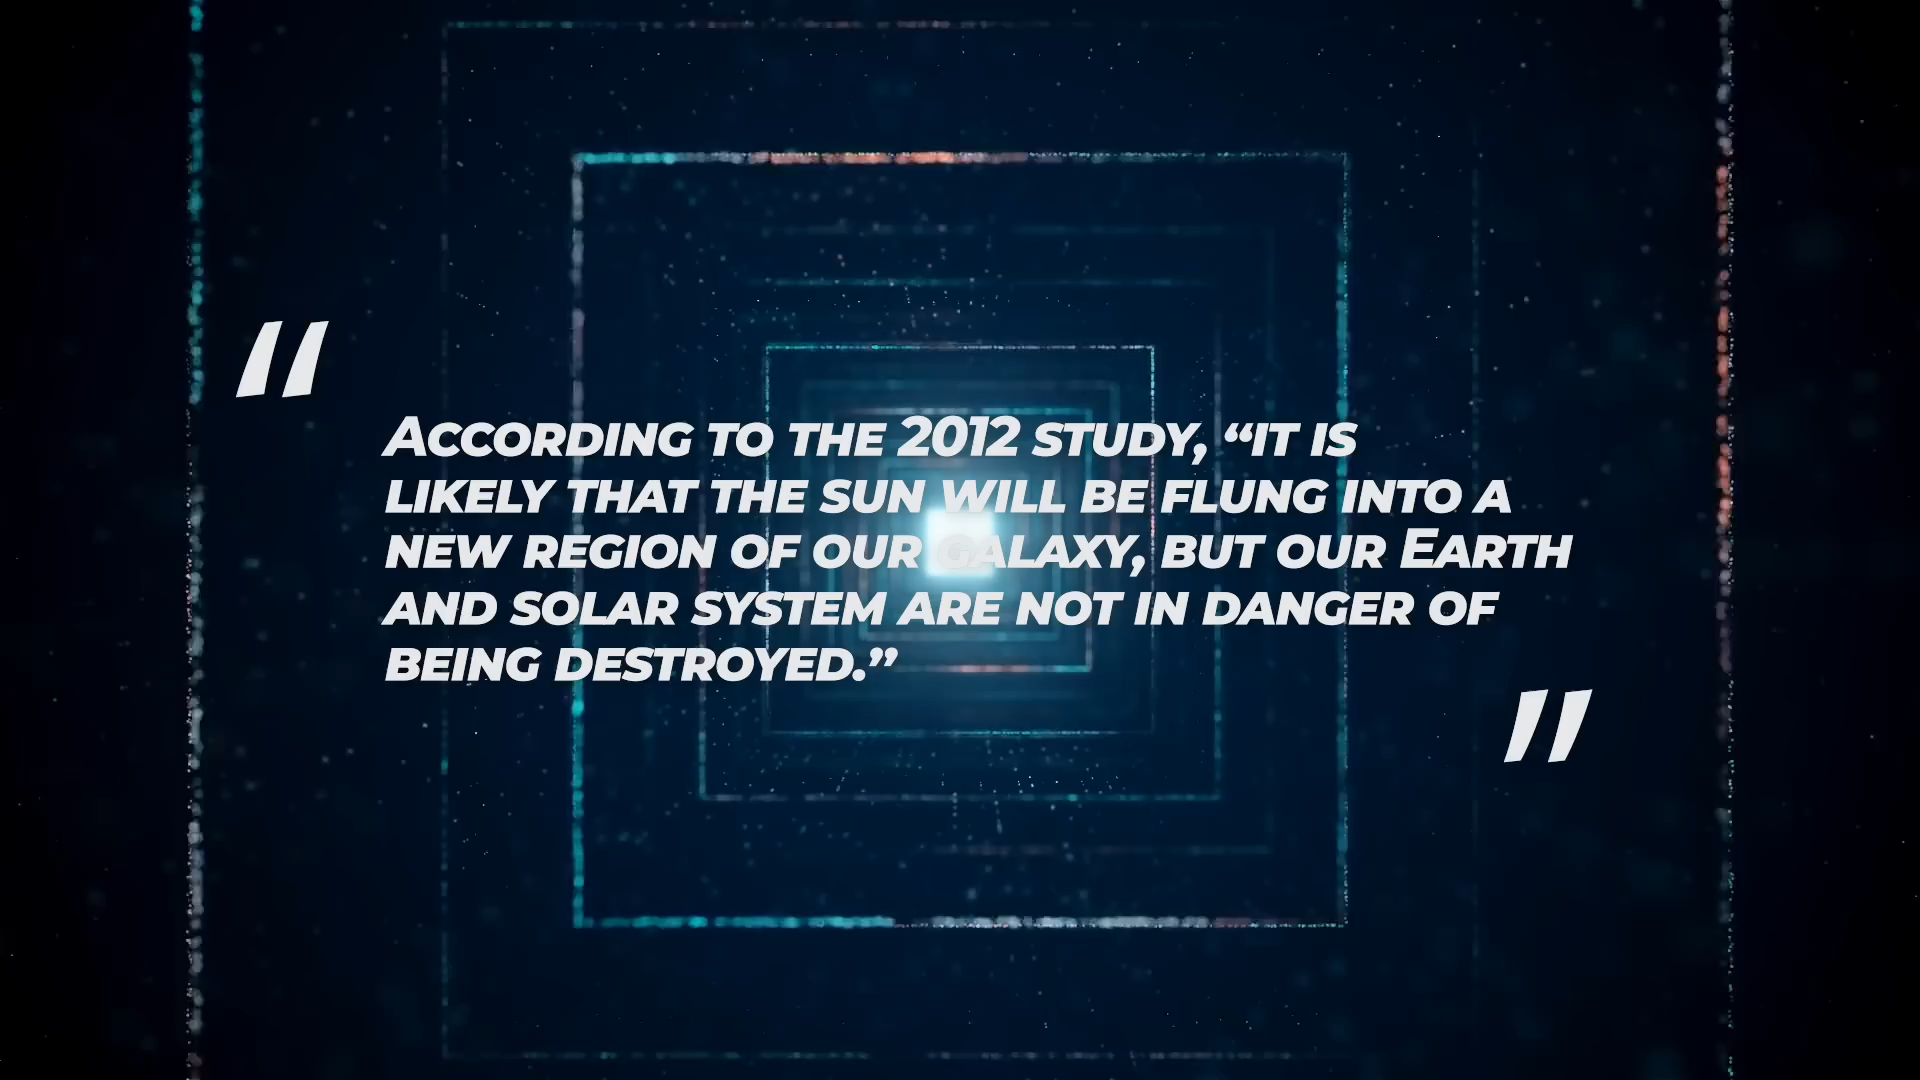 “
According to the 2012 study, “it is
likely that the sun will be flung into a
new region of our galaxy, but our Earth
and solar system are not in danger of
being destroyed.”
”